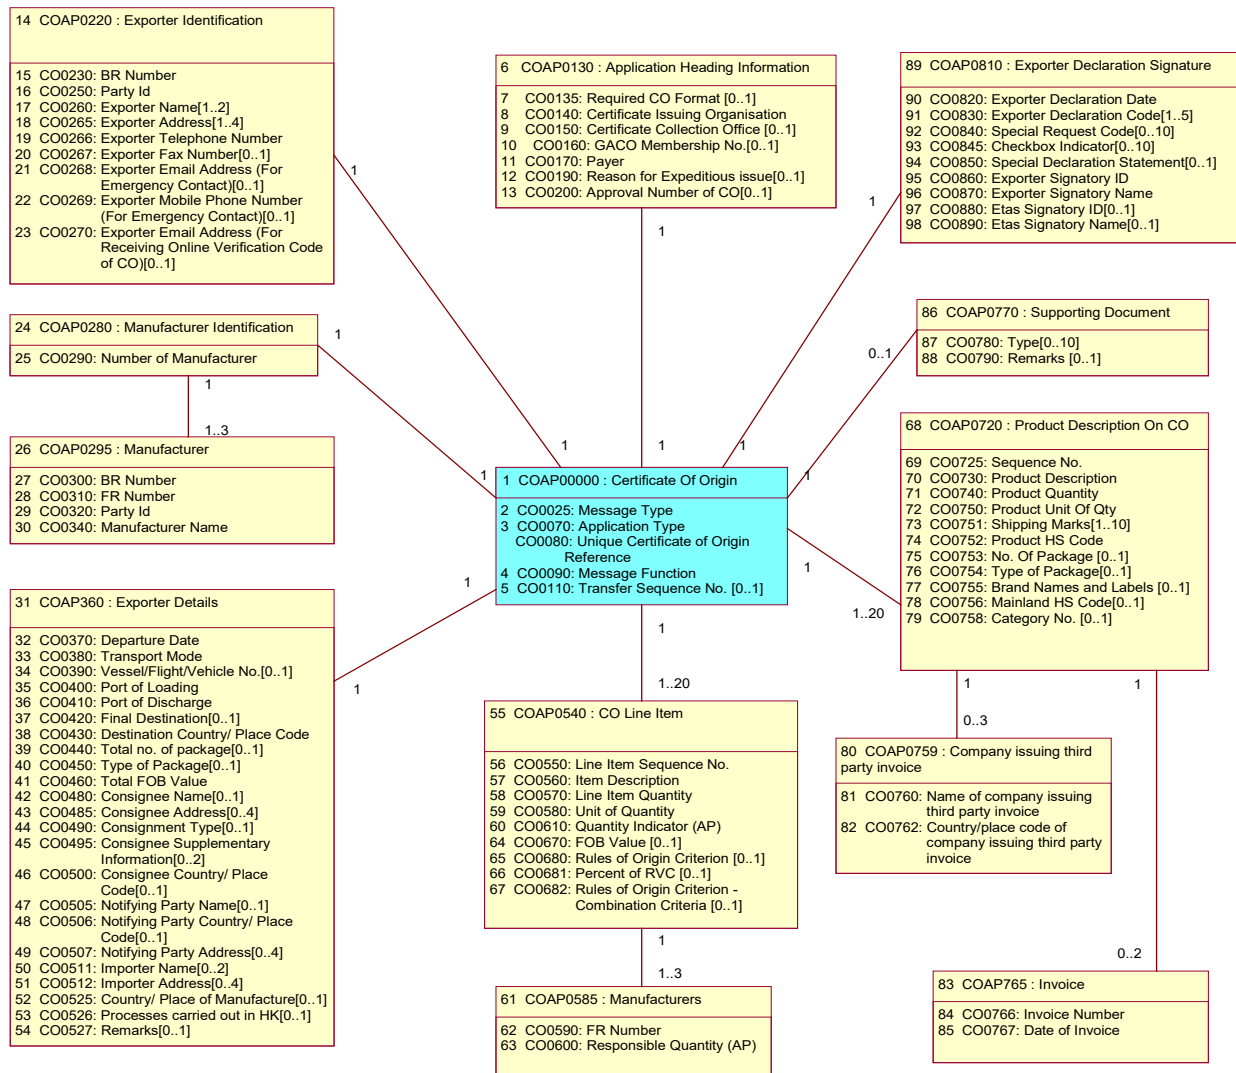 14 COAP0220 : Exporter Identification
15 CO0230: BR Number
16 CO0250: Party Id
17 CO0260: Exporter Name[1..2]
18 CO0265: Exporter Address[1..4]
19 CO0266: Exporter Telephone Number
20 CO0267: Exporter Fax Number[0..1]
21 CO0268: Exporter Email Address (For
Emergency Contact)[0..1]
22 CO0269: Exporter Mobile Phone Number
(For Emergency Contact)[0..1]
23 CO0270: Exporter Email Address (For
Receiving Online Verification Code
of CO)[0..1]
1
1
6 COAP0130 : Application Heading Information
7 CO0135: Required CO Format [0..1]
8 CO0140: Certificate Issuing Organisation
9 CO0150: Certificate Collection Office [0..1]
10 CO0160: GACO Membership No.[0..1]
11 CO0170: Payer
12 CO0190: Reason for Expeditious issue[0..1]
13 CO0200: Approval Number of CO[0..1]
1
1
89 COAP0810 : Exporter Declaration Signature
90 CO0820: Exporter Declaration Date
91 CO0830: Exporter Declaration Code[1..5]
92 CO0840: Special Request Code[0..10]
93 CO0845: Checkbox Indicator[0..10]
94 CO0850: Special Declaration Statement[0..1]
95 CO0860: Exporter Signatory ID
96 CO0870: Exporter Signatory Name
97 CO0880: Etas Signatory ID[0..1]
98 CO0890: Etas Signatory Name[0..1]
1
1
24 COAP0280 : Manufacturer Identification
25 CO0290: Number of Manufacturer
1
1
1
1..3
26 COAP0295 : Manufacturer
27 CO0300: BR Number
28 CO0310: FR Number
29 CO0320: Party Id
30 CO0340: Manufacturer Name
86 COAP0770 : Supporting Document
87 CO0780: Type[0..10]
88 CO0790: Remarks [0..1]
0..1
1
1 COAP00000 : Certificate Of Origin
2 CO0025: Message Type
3 CO0070: Application Type
CO0080: Unique Certificate of Origin
Reference
4 CO0090: Message Function
5 CO0110: Transfer Sequence No. [0..1]
68 COAP0720 : Product Description On CO
69 CO0725: Sequence No.
70 CO0730: Product Description
71 CO0740: Product Quantity
72 CO0750: Product Unit Of Qty
73 CO0751: Shipping Marks[1..10]
74 CO0752: Product HS Code
75 CO0753: No. Of Package [0..1]
76 CO0754: Type of Package[0..1]
77 CO0755: Brand Names and Labels [0..1]
78 CO0756: Mainland HS Code[0..1]
79 CO0758: Category No. [0..1]
1
1..20
31 COAP360 : Exporter Details
32 CO0370: Departure Date
33 CO0380: Transport Mode
34 CO0390: Vessel/Flight/Vehicle No.[0..1]
35 CO0400: Port of Loading
36 CO0410: Port of Discharge
37 CO0420: Final Destination[0..1]
38 CO0430: Destination Country/ Place Code
39 CO0440: Total no. of package[0..1]
40 CO0450: Type of Package[0..1]
41 CO0460: Total FOB Value
42 CO0480: Consignee Name[0..1]
43 CO0485: Consignee Address[0..4]
44 CO0490: Consignment Type[0..1]
45 CO0495: Consignee Supplementary
Information[0..2]
46 CO0500: Consignee Country/ Place
Code[0..1]
47 CO0505: Notifying Party Name[0..1]
48 CO0506: Notifying Party Country/ Place
Code[0..1]
49 CO0507: Notifying Party Address[0..4]
50 CO0511: Importer Name[0..2]
51 CO0512: Importer Address[0..4]
52 CO0525: Country/ Place of Manufacture[0..1]
53 CO0526: Processes carried out in HK[0..1]
54 CO0527: Remarks[0..1]
1
1
1
1..20
55 COAP0540 : CO Line Item
56 CO0550: Line Item Sequence No.
57 CO0560: Item Description
58 CO0570: Line Item Quantity
59 CO0580: Unit of Quantity
60 CO0610: Quantity Indicator (AP)
64 CO0670: FOB Value [0..1]
65 CO0680: Rules of Origin Criterion [0..1]
66 CO0681: Percent of RVC [0..1]
67 CO0682: Rules of Origin Criterion -
Combination Criteria [0..1]
1
1..3
61 COAP0585 : Manufacturers
62 CO0590: FR Number
63 CO0600: Responsible Quantity (AP)
1
0..3
80 COAP0759 : Company issuing third
party invoice
81 CO0760: Name of company issuing
third party invoice
82 CO0762: Country/place code of
company issuing third party
invoice
1
0..2
83 COAP765 : Invoice
84 CO0766: Invoice Number
85 CO0767: Date of Invoice